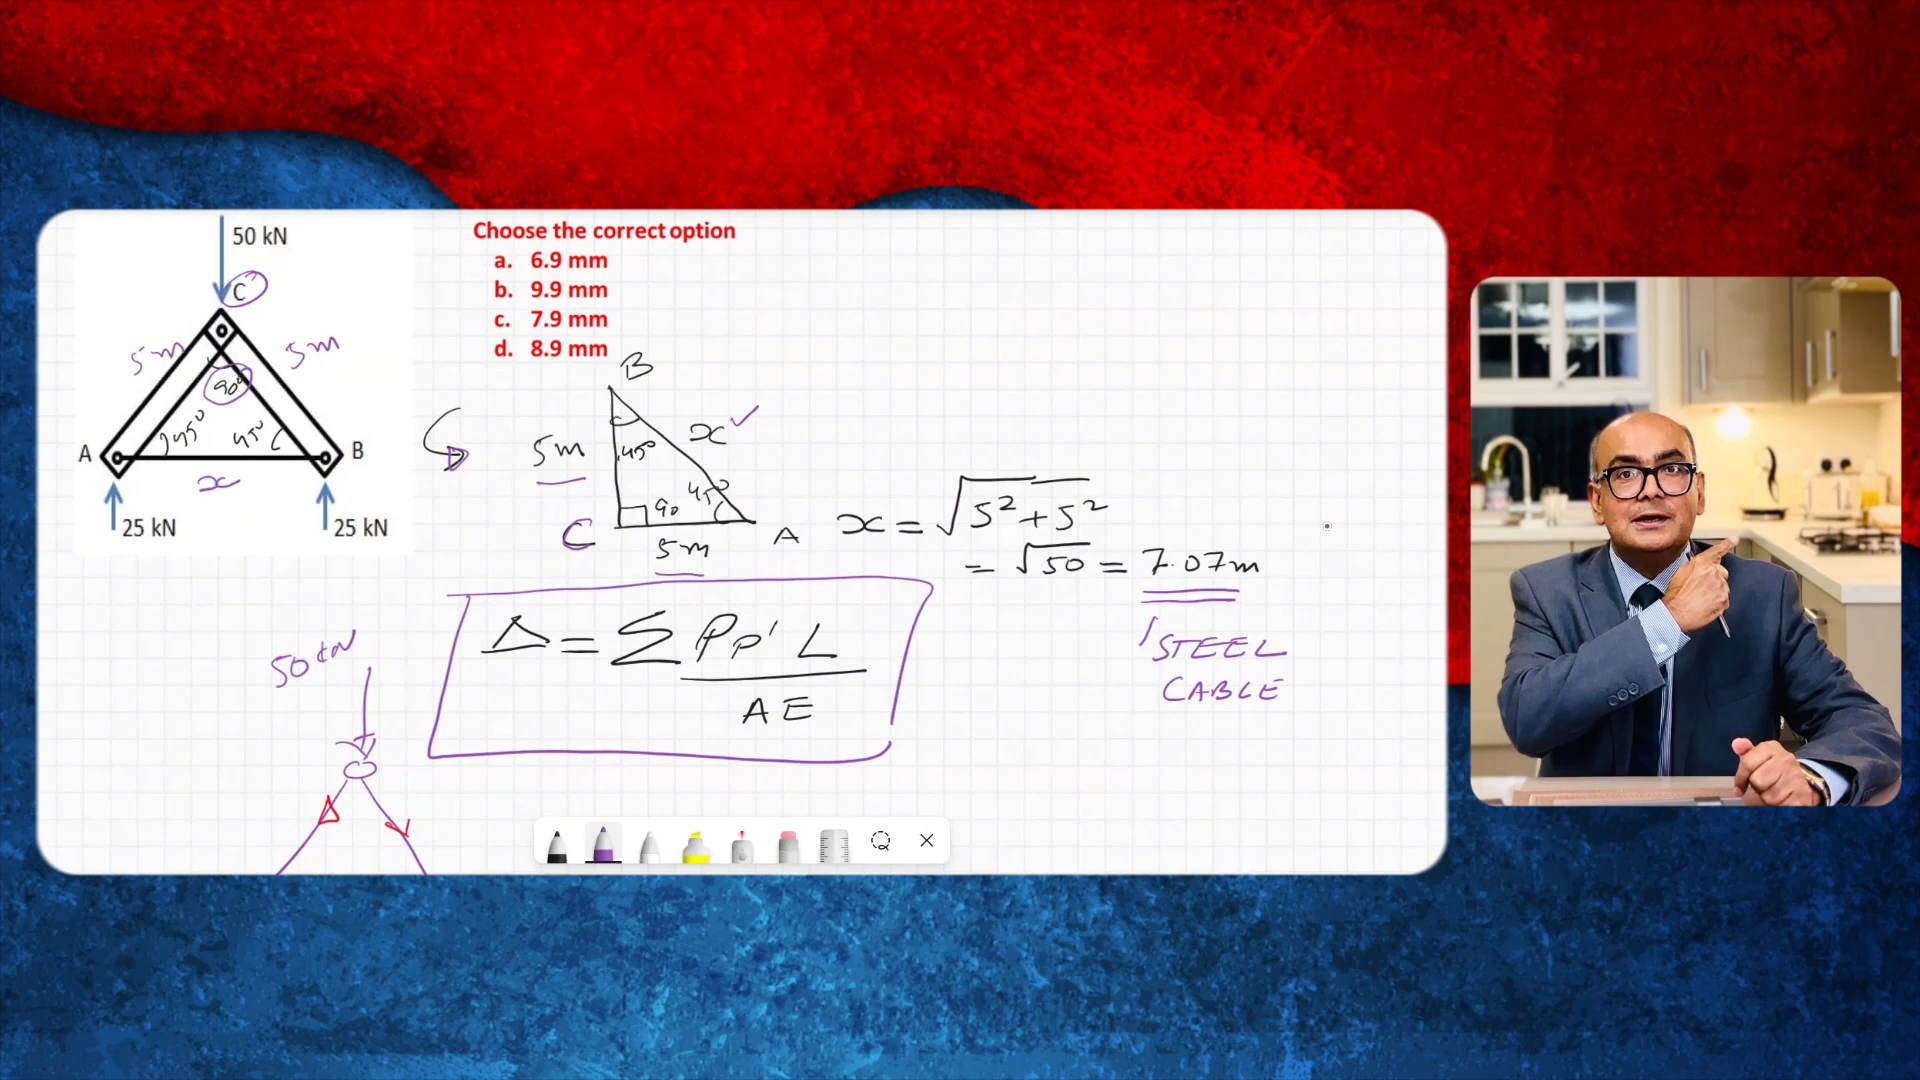 50 kN
C
5m
5m
90°
45°
45°
A
B
x
25 kN
25 kN
Choose the correct option
a. 6.9 mm
b. 9.9 mm
c. 7.9 mm
d. 8.9 mm
B
5m
45°
x ✓
45°
90
C
5m
A
x = √5²+5²
= √50 = 7.07m
STEEL
CABLE
Δ = Σ Pp' L
AE
50 kN